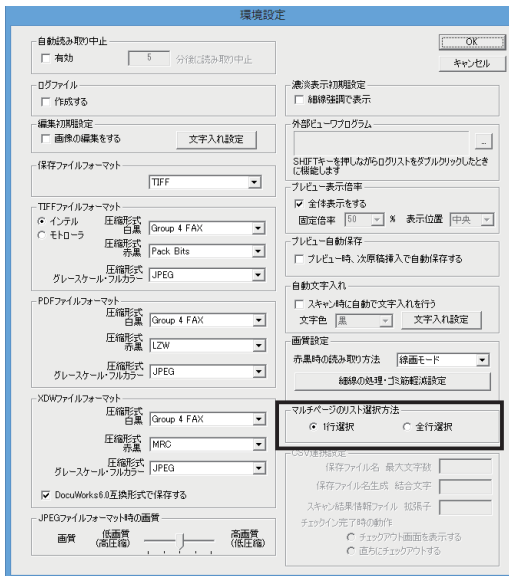 環境設定
自動読み取り中止
有効 5 分後に読み取り中止
ログファイル
作成する
編集初期設定
画像の編集をする 文字入れ設定
保存ファイルフォーマット
TIFF
TIFFファイルフォーマット
インテル
モトローラ
圧縮形式
白黒 Group 4 FAX
圧縮形式
赤黒 Pack Bits
圧縮形式
グレースケール・フルカラー JPEG
PDFファイルフォーマット
圧縮形式
白黒 Group 4 FAX
圧縮形式
赤黒 LZW
圧縮形式
グレースケール・フルカラー JPEG
XDWファイルフォーマット
圧縮形式
白黒 Group 4 FAX
圧縮形式
赤黒 MRC
圧縮形式
グレースケール・フルカラー JPEG
DocuWorks6.0互換形式で保存する
JPEGファイルフォーマット時の画質
画質 低画質 高画質
(高圧縮) (低圧縮)
OK
キャンセル
濃淡表示初期設定
細線強調で表示
外部ビューワプログラム
...
SHIFTキーを押しながらログリストをダブルクリックしたとき
に機能します
プレビュー表示倍率
全体表示をする
固定倍率 50 % 表示位置 中央
プレビュー自動保存
プレビュー時、次原稿挿入で自動保存する
自動文字入れ
スキャン時に自動で文字入れを行う
文字色 黒 文字入れ設定
画質設定
赤黒時の読み取り方法 線画モード
細線の処理・ゴミ筋軽減設定
マルチページのリスト選択方法
1行選択 全行選択
CSV連携設定
保存ファイル名 最大文字数
保存ファイル名生成 結合文字
スキャン結果情報ファイル 拡張子
チェックイン完了時の動作
チェックアウト画面を表示する
直ちにチェックアウトする